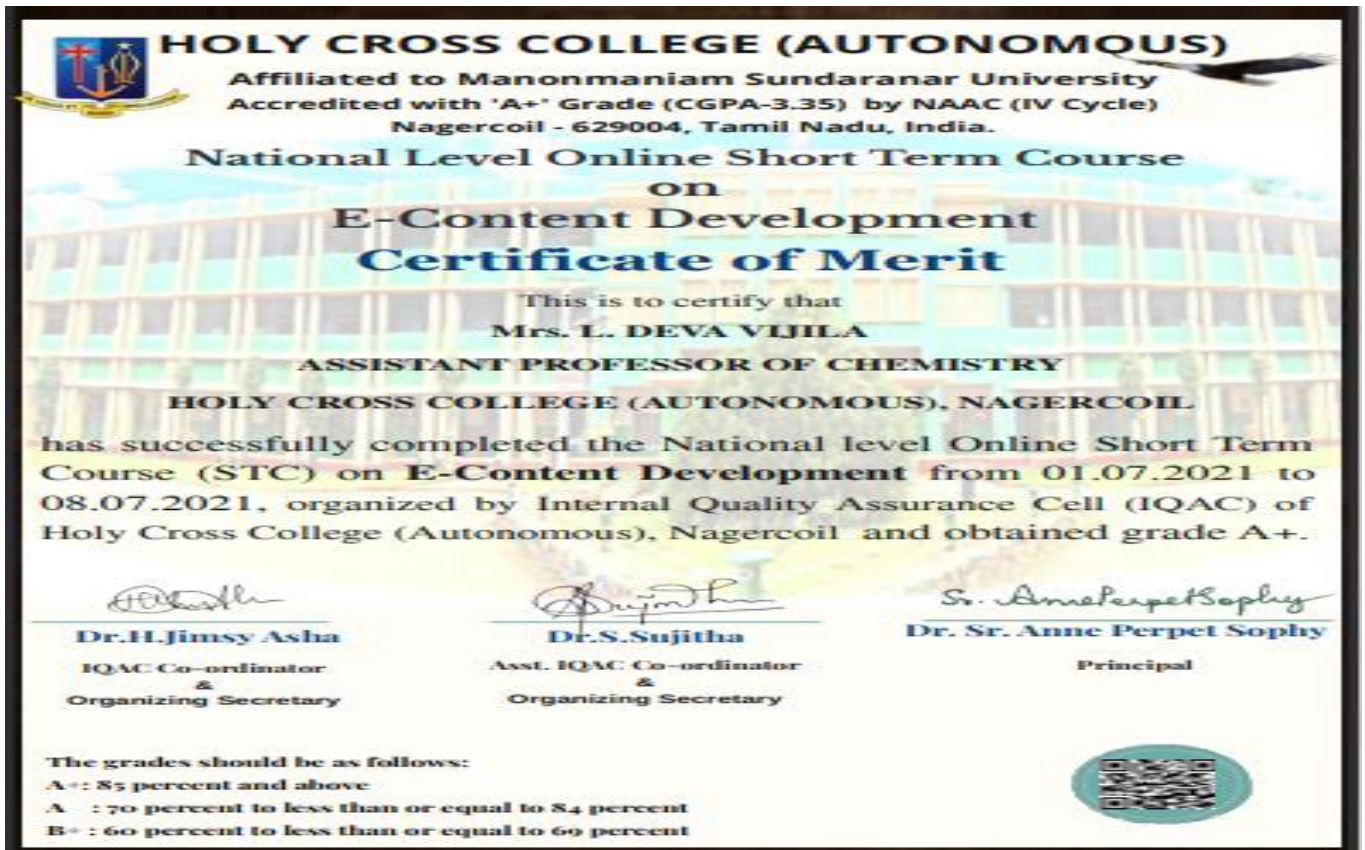 HOLY CROSS COLLEGE (AUTONOMOUS)
Affiliated to Manonmaniam Sundaranar University
Accredited with 'A+' Grade (CGPA-3.35) by NAAC (IV Cycle)
Nagercoil - 629004, Tamil Nadu, India.
National Level Online Short Term Course
on
E-Content Development
Certificate of Merit
This is to certify that
Mrs. L. DEVA VIJILA
ASSISTANT PROFESSOR OF CHEMISTRY
HOLY CROSS COLLEGE (AUTONOMOUS), NAGERCOIL
has successfully completed the National level Online Short Term
Course (STC) on E-Content Development from 01.07.2021 to
08.07.2021, organized by Internal Quality Assurance Cell (IQAC) of
Holy Cross College (Autonomous), Nagercoil and obtained grade A+.
Sr. Anne Perpet Sophy
Dr.H.Jimsy Asha
IQAC Co-ordinator
&
Organizing Secretary
Dr.S.Sujitha
Asst. IQAC Co-ordinator
&
Organizing Secretary
Dr. Sr. Anne Perpet Sophy
Principal
The grades should be as follows:
A+: 85 percent and above
A : 70 percent to less than or equal to 84 percent
B+ : 60 percent to less than or equal to 69 percent